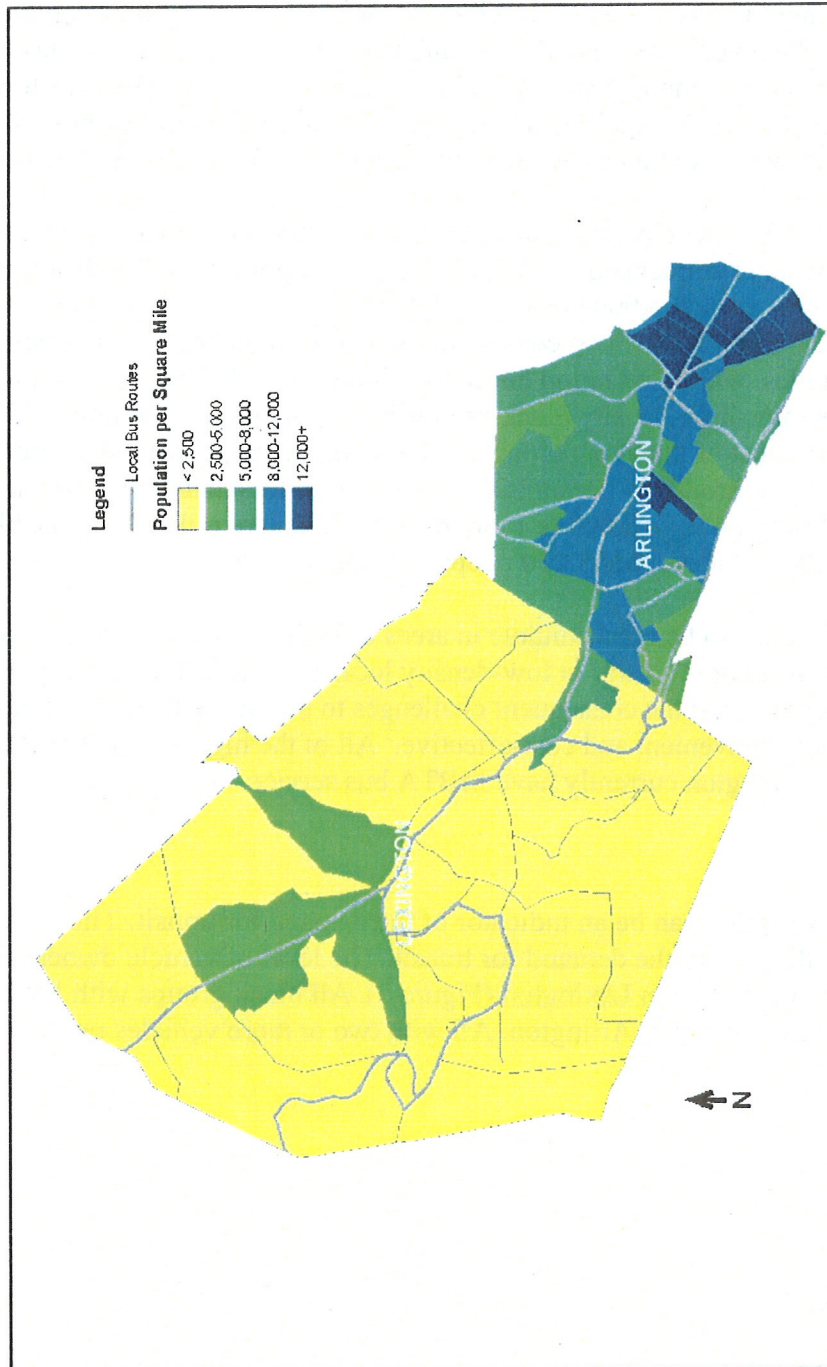 Legend
Local Bus Routes
Population per Square Mile
< 2,500
2,500-5,000
5,000-8,000
8,000-12,000
12,000+
LEXINGTON
ARLINGTON
N